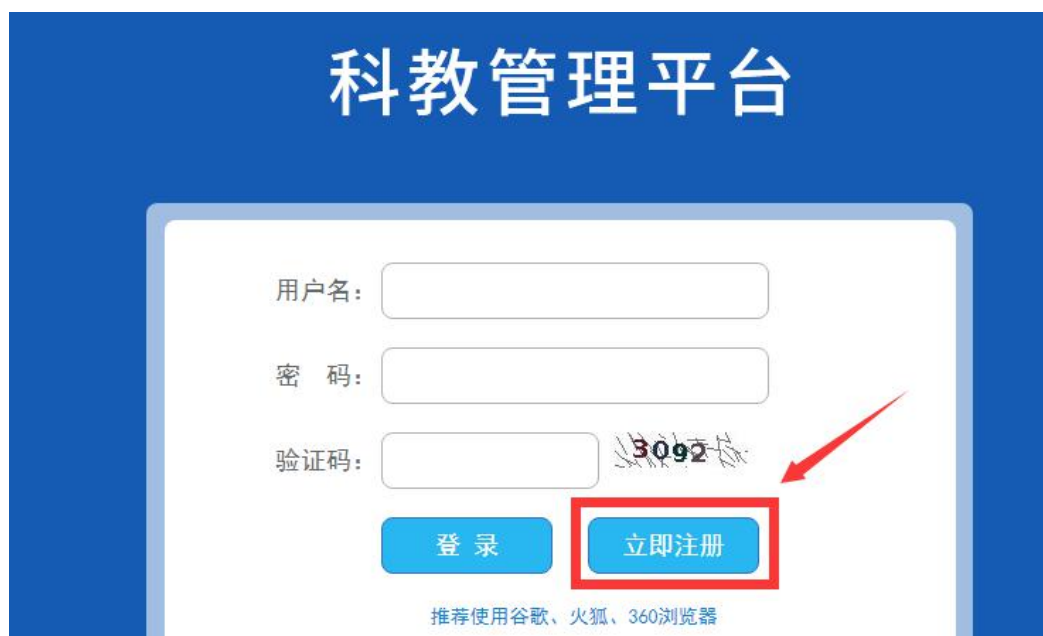 科教管理平台
用户名：
密 码：
验证码： 3092
登 录 立即注册
推荐使用谷歌、火狐、360浏览器